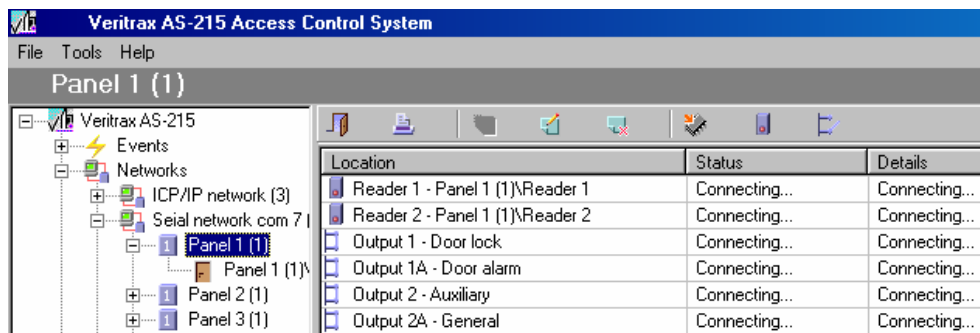 Veritrax AS-215 Access Control System
File Tools Help
Panel 1 (1)
Veritrax AS-215
Events
Networks
ICP/IP network (3)
Seial network com 7 (
Panel 1 (1)
Panel 1 (1)\
1 Panel 2 (1)
1 Panel 3 (1)
Location Status Details
Reader 1 - Panel 1 (1)\Reader 1 Connecting... Connecting...
Reader 2 - Panel 1 (1)\Reader 2 Connecting... Connecting...
Output 1 - Door lock Connecting... Connecting...
Output 1A - Door alarm Connecting... Connecting...
Output 2 - Auxiliary Connecting... Connecting...
Output 2A - General Connecting... Connecting...